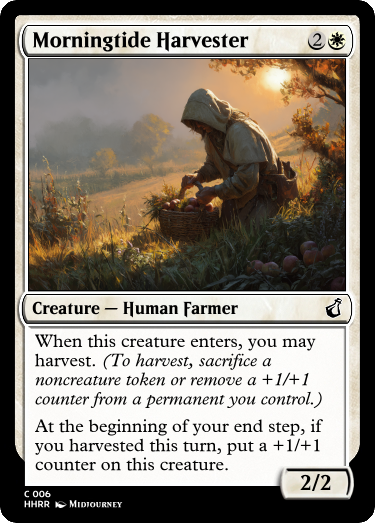 Morningtide Harvester 2
Creature — Human Farmer
When this creature enters, you may
harvest. (To harvest, sacrifice a
noncreature token or remove a +1/+1
counter from a permanent you control.)
At the beginning of your end step, if
you harvested this turn, put a +1/+1
counter on this creature.
2/2
C 006
HHRR Midjourney